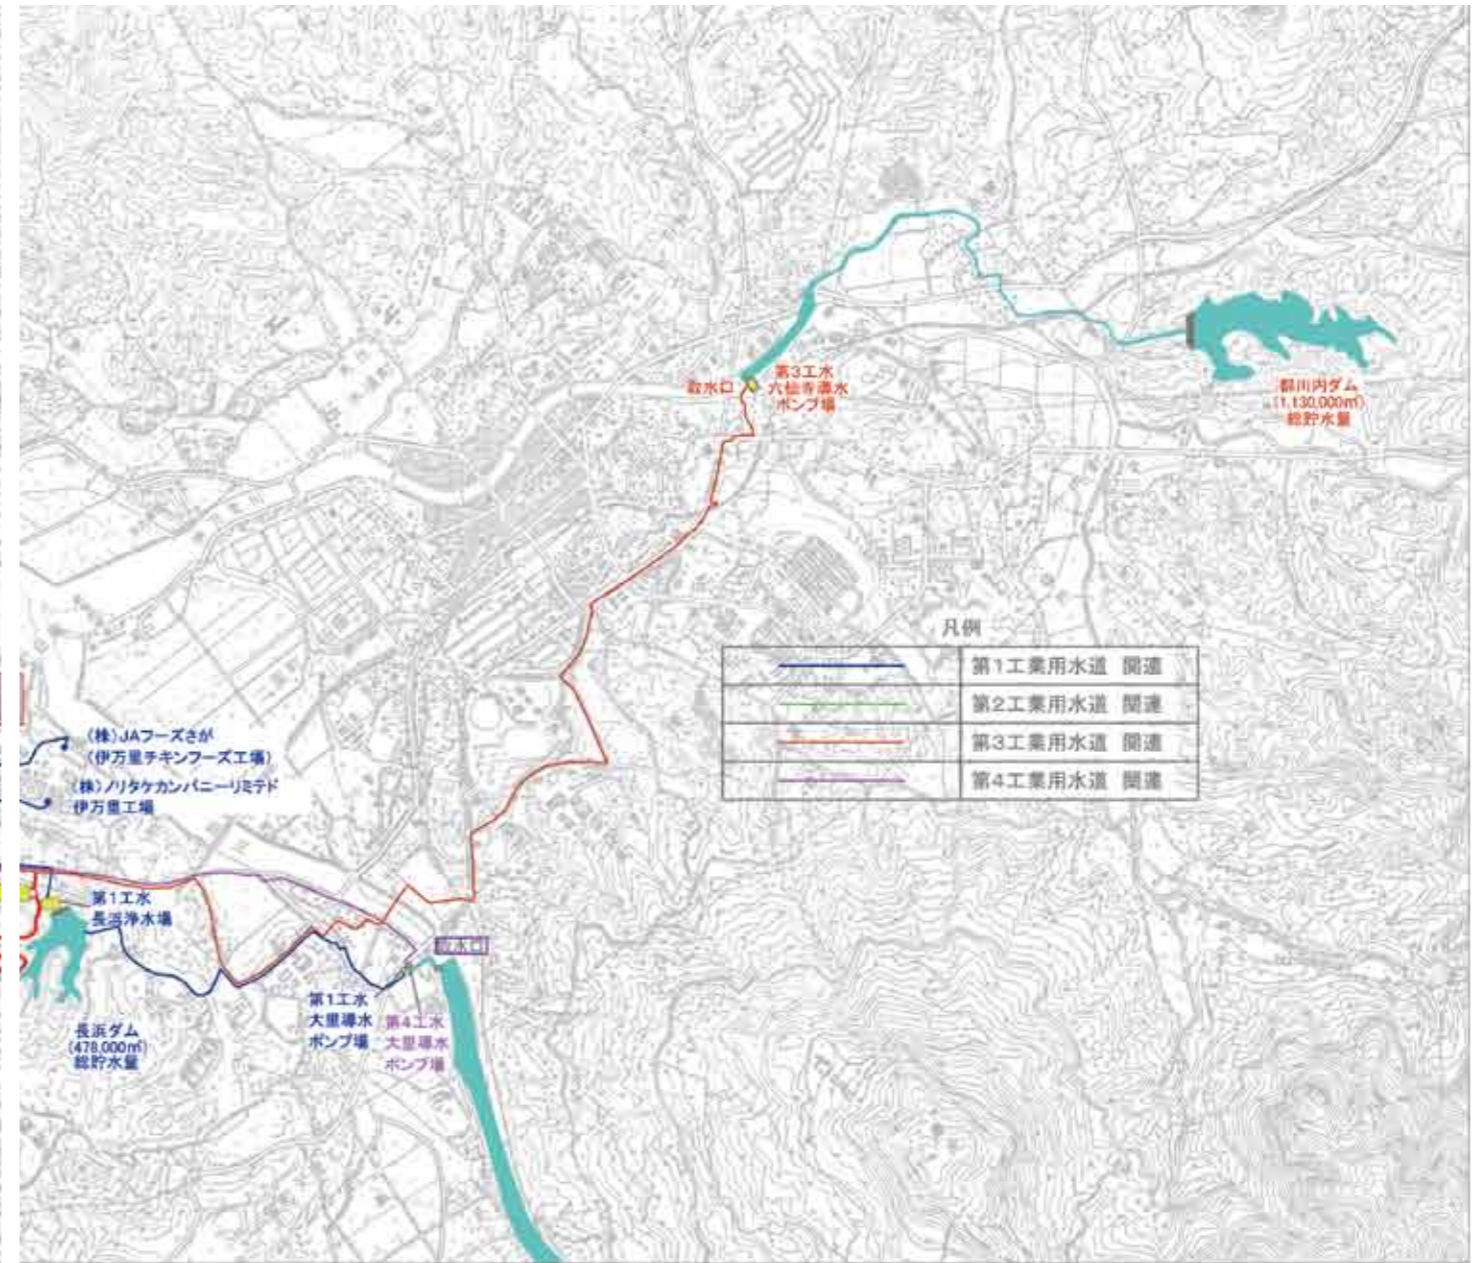 取水口
第3工水
六仙寺導水
ポンプ場
都川内ダム
(1,130,000㎥)
総貯水量
凡例
第1工業用水道 関連
第2工業用水道 関連
第3工業用水道 関連
第4工業用水道 関連
(株)JAフーズさが
(伊万里チキンフーズ工場)
(株)ノリタケカンパニーリミテド
伊万里工場
第1工水
長浜浄水場
取水口
第1工水
大里導水
ポンプ場
第4工水
大里導水
ポンプ場
長浜ダム
(478,000㎥)
総貯水量